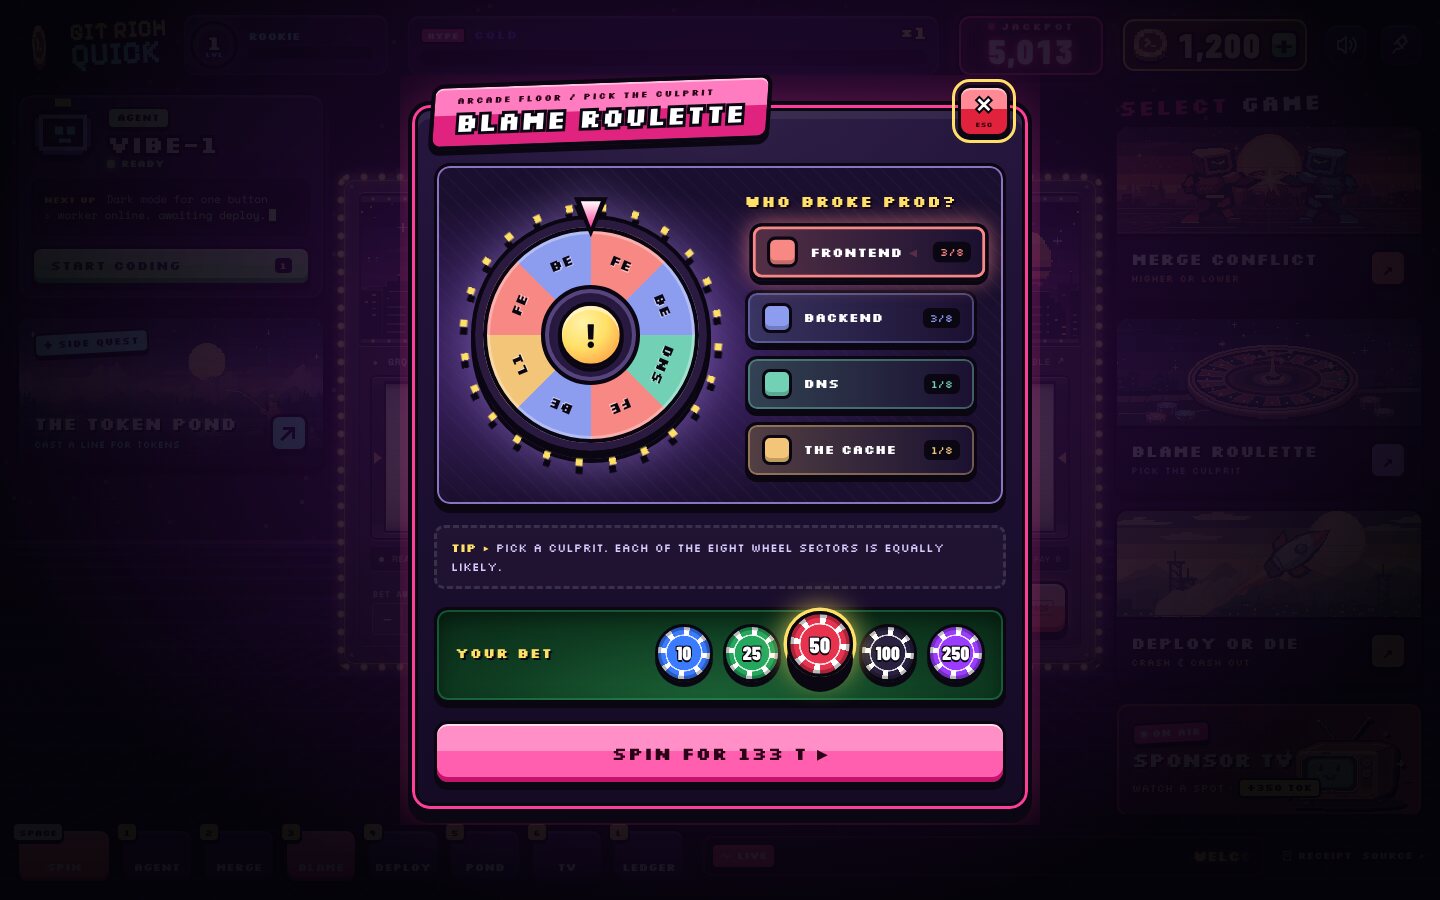 GIT RICH
QUICK
1
LVL
ROOKIE
HYPE COLD
×1
JACKPOT
5,013
1,200
ARCADE FLOOR / PICK THE CULPRIT
BLAME ROULETTE
ESC
AGENT
VIBE-1
READY
NEXT UP Dark mode for one button
> worker online. awaiting deploy.
START CODING 1
SIDE QUEST
THE TOKEN POND
CAST A LINE FOR TOKENS
WHO BROKE PROD?
FRONTEND 3/8
BACKEND 3/8
DNS 1/8
THE CACHE 1/8
FE
BE
DNS
FE
BE
FE
BE
!
TIP ▸ PICK A CULPRIT. EACH OF THE EIGHT WHEEL SECTORS IS EQUALLY
LIKELY.
YOUR BET
10
25
50
100
250
SPIN FOR 133 T ▶
SELECT GAME
MERGE CONFLICT
HIGHER OR LOWER
BLAME ROULETTE
PICK THE CULPRIT
DEPLOY OR DIE
CRASH & CASH OUT
ON AIR
SPONSOR TV
WATCH A SPOT
+350 TOK
SPACE
SPIN
1
AGENT
2
MERGE
3
BLAME
4
DEPLOY
5
POND
6
TV
L
LEDGER
LIVE
RECEIPT
SOURCE